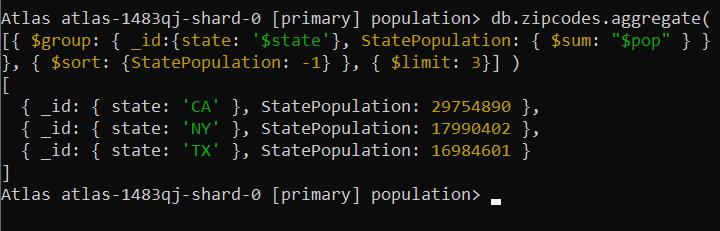 Atlas atlas-1483qj-shard-0 [primary] population> db.zipcodes.aggregate(
[{ $group: { _id:{state: '$state'}, StatePopulation: { $sum: "$pop" } }
}, { $sort: {StatePopulation: -1} }, { $limit: 3}] )
[
  { _id: { state: 'CA' }, StatePopulation: 29754890 },
  { _id: { state: 'NY' }, StatePopulation: 17990402 },
  { _id: { state: 'TX' }, StatePopulation: 16984601 }
]
Atlas atlas-1483qj-shard-0 [primary] population>